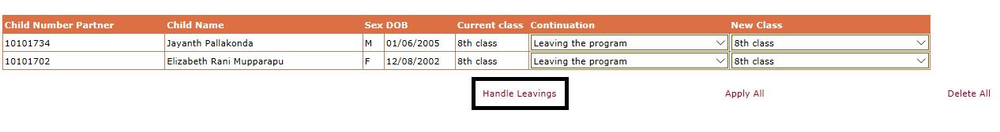 Child Number Partner Child Name Sex DOB Current class Continuation New Class
10101734 Jayanth Pallakonda M 01/06/2005 8th class Leaving the program 8th class
10101702 Elizabeth Rani Mupparapu F 12/08/2002 8th class Leaving the program 8th class
Handle Leavings Apply All Delete All